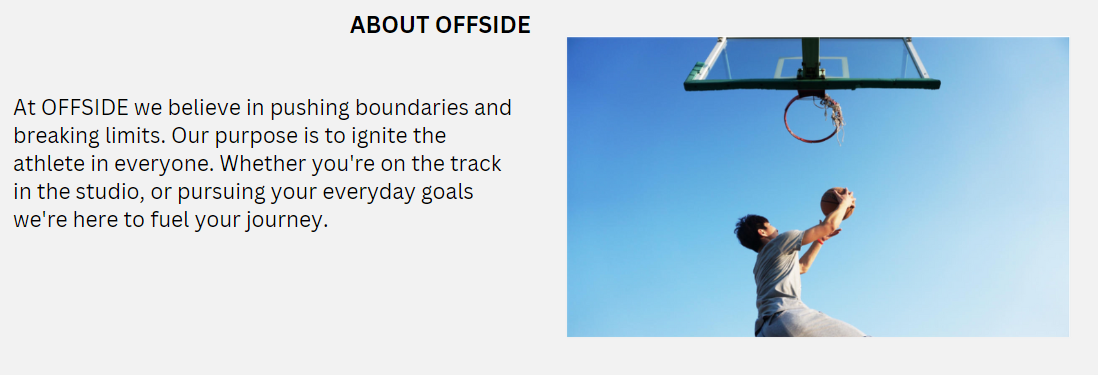 ABOUT OFFSIDE
At OFFSIDE we believe in pushing boundaries and
breaking limits. Our purpose is to ignite the
athlete in everyone. Whether you're on the track
in the studio, or pursuing your everyday goals
we're here to fuel your journey.